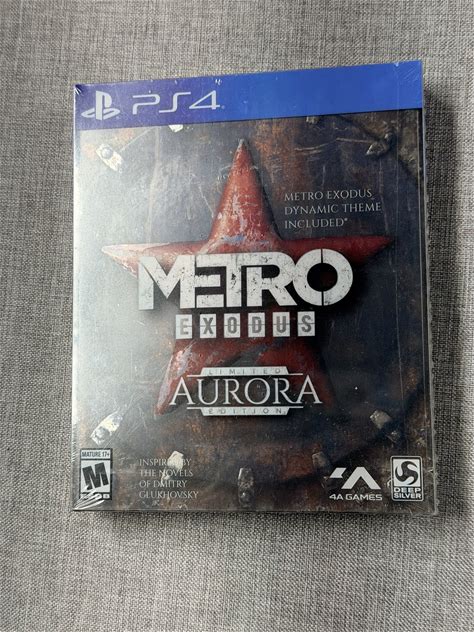 PS4
METRO EXODUS
DYNAMIC THEME
INCLUDED*
METRO
EXODUS
LIMITED
AURORA
EDITION
MATURE 17+
M
INSPIRED BY
THE NOVELS
OF DMITRY
GLUKHOVSKY
4A GAMES
DEEP
SILVER